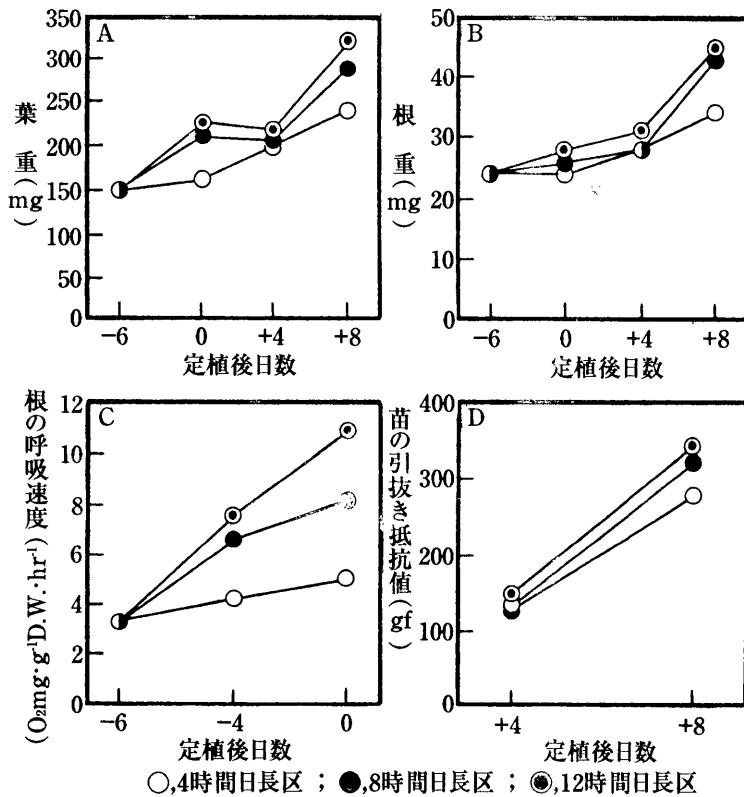 A
350
300
250
200
150
100
50
0
葉重(mg)
−6 0 +4 +8
定植後日数
B
50
40
30
20
10
0
根重(mg)
−6 0 +4 +8
定植後日数
C
12
10
8
6
4
2
0
根の呼吸速度(O₂mg·g⁻¹D.W.·hr⁻¹)
−6 −4 0
定植後日数
D
400
300
200
100
0
苗の引抜き抵抗値(gf)
+4 +8
定植後日数
○,4時間日長区 ; ●,8時間日長区 ; ◉,12時間日長区